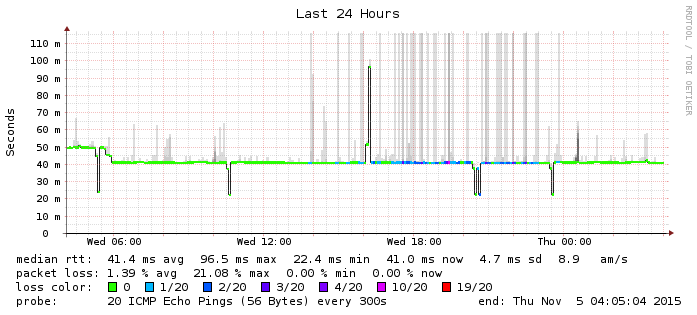 Last 24 Hours
RRDTOOL / TOBI OETIKER
Seconds
110 m
100 m
90 m
80 m
70 m
60 m
50 m
40 m
30 m
20 m
10 m
0
Wed 06:00 Wed 12:00 Wed 18:00 Thu 00:00
median rtt: 41.4 ms avg 96.5 ms max 22.4 ms min 41.0 ms now 4.7 ms sd 8.9 am/s
packet loss: 1.39 % avg 21.08 % max 0.00 % min 0.00 % now
loss color: 0 1/20 2/20 3/20 4/20 10/20 19/20
probe: 20 ICMP Echo Pings (56 Bytes) every 300s end: Thu Nov 5 04:05:04 2015